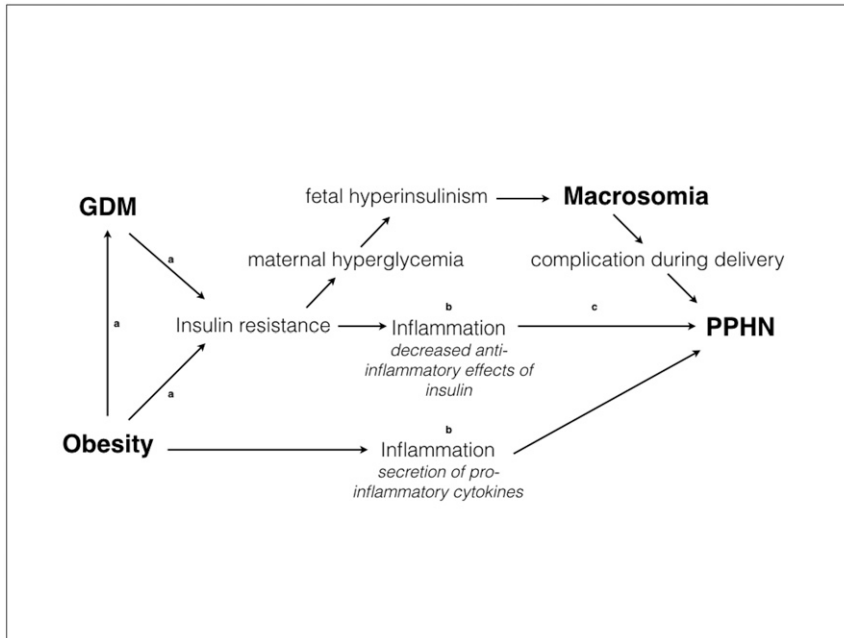 fetal hyperinsulinism
Macrosomia
GDM
a
maternal hyperglycemia
complication during delivery
a
Insulin resistance
b
Inflammation
decreased anti-
inflammatory effects of
insulin
c
PPHN
a
Obesity
b
Inflammation
secretion of pro-
inflammatory cytokines